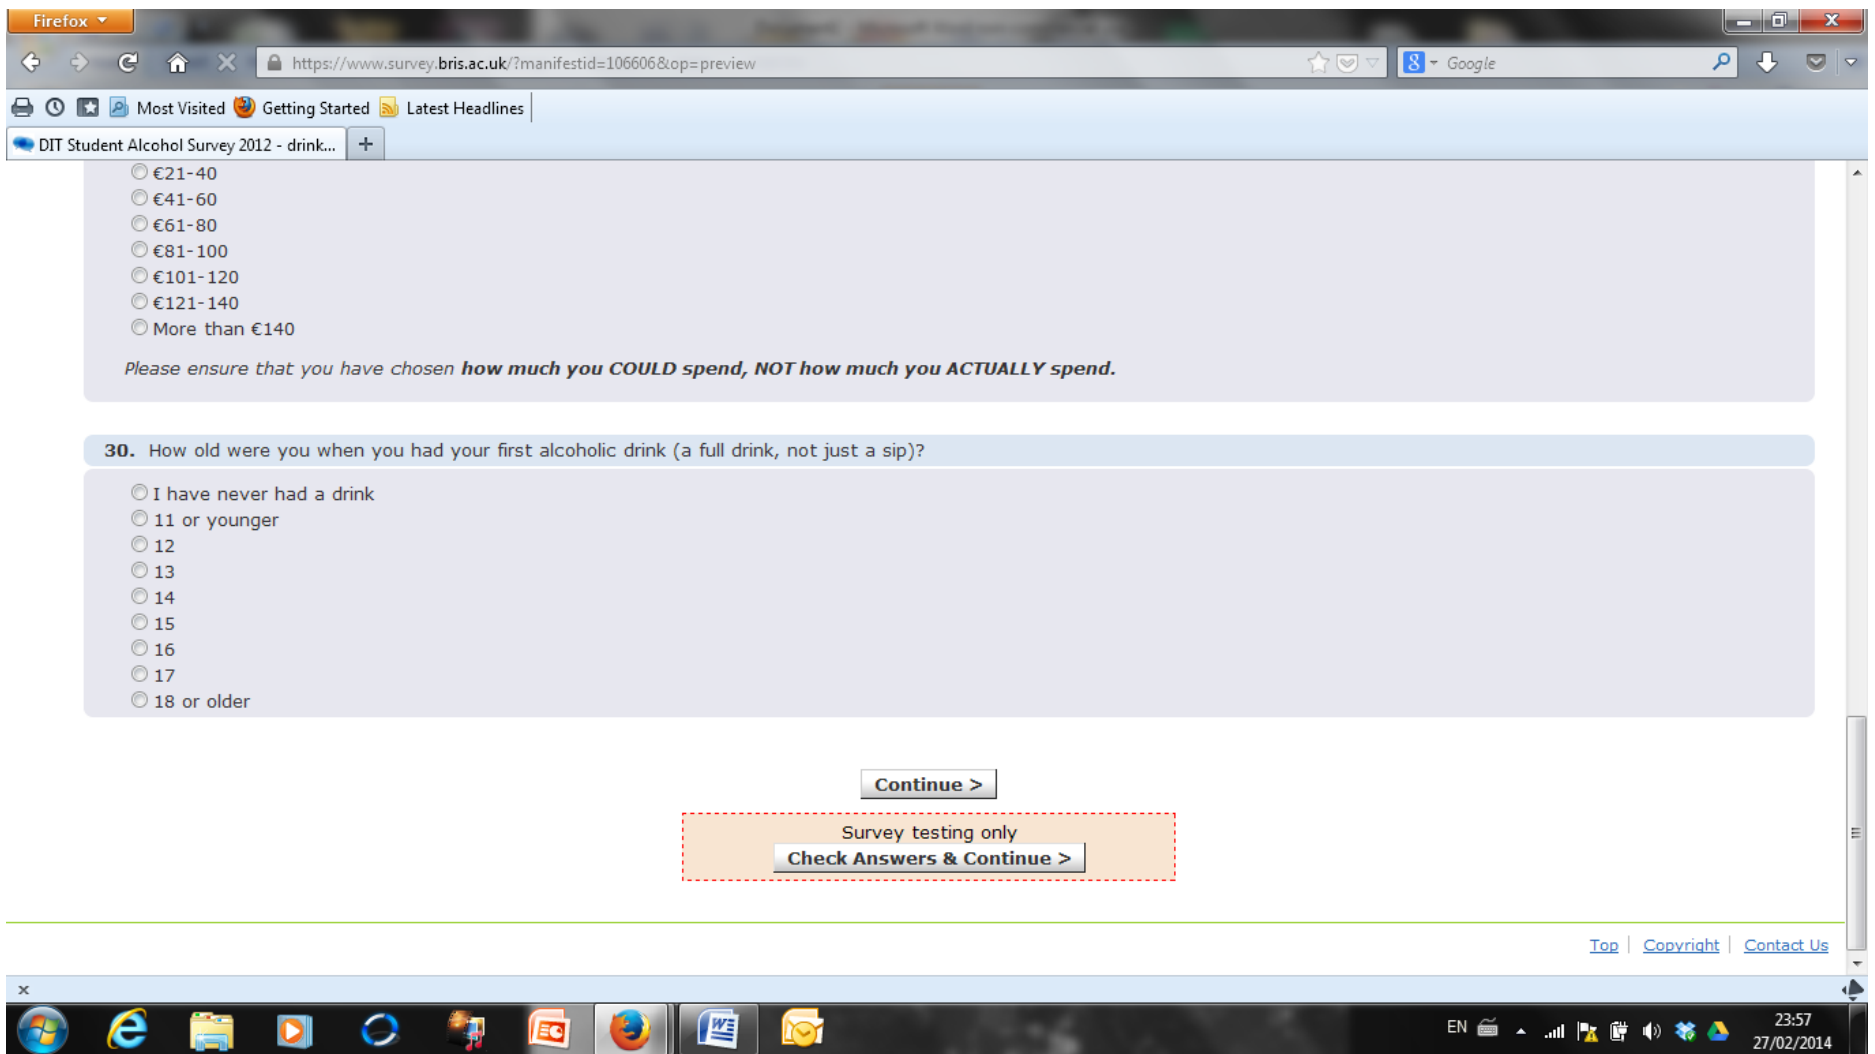 Firefox
https://www.survey.bris.ac.uk/?manifestid=106606&op=preview
8 Google
Most Visited Getting Started Latest Headlines
DIT Student Alcohol Survey 2012 - drink...
€21-40
€41-60
€61-80
€81-100
€101-120
€121-140
More than €140
Please ensure that you have chosen how much you COULD spend, NOT how much you ACTUALLY spend.
30. How old were you when you had your first alcoholic drink (a full drink, not just a sip)?
I have never had a drink
11 or younger
12
13
14
15
16
17
18 or older
Continue >
Survey testing only
Check Answers & Continue >
Top Copyright Contact Us
EN 23:57
27/02/2014